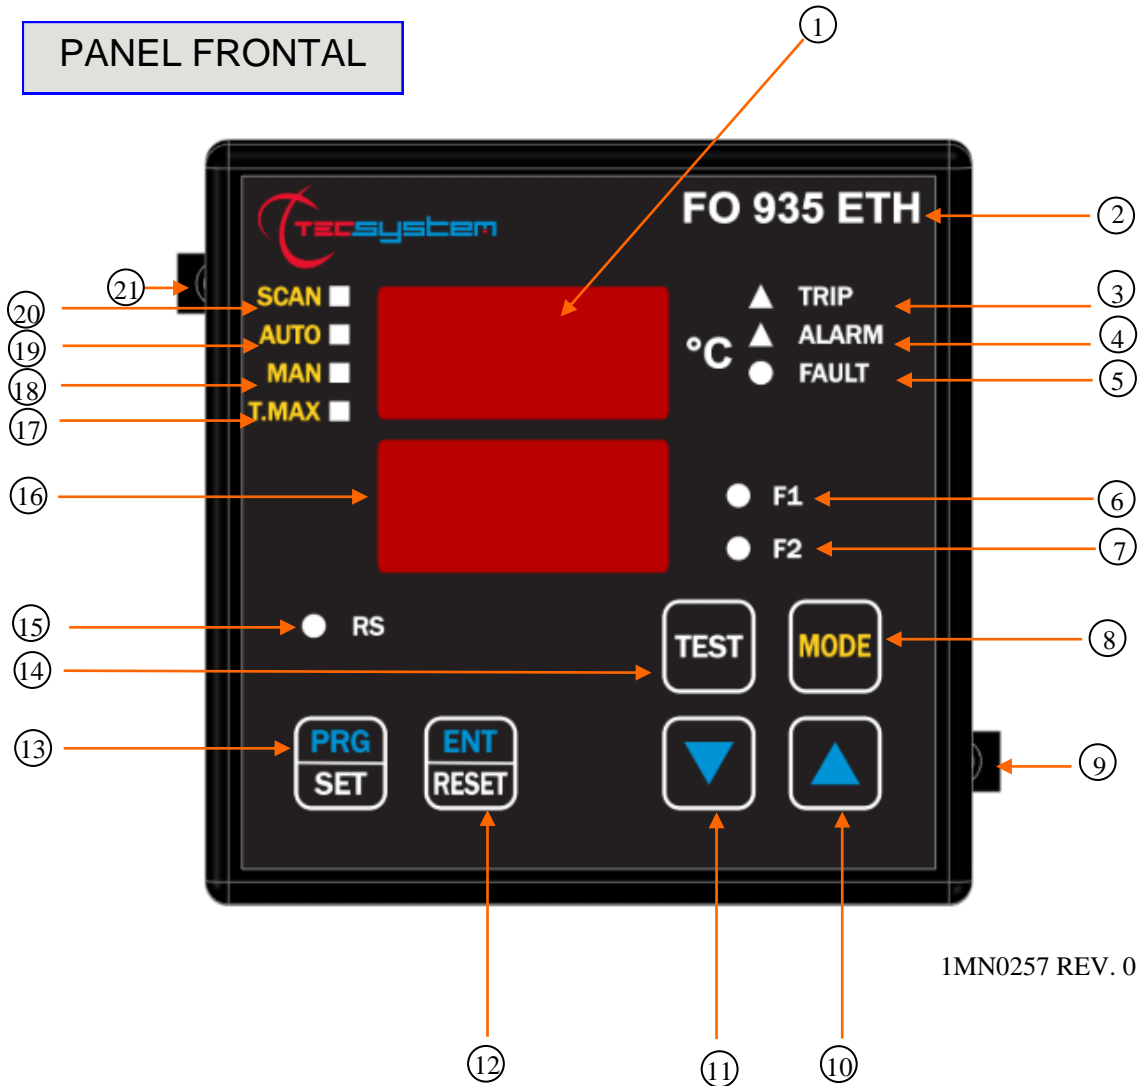 PANEL FRONTAL
1
TECSYSTEM
FO 935 ETH
2
21
SCAN
TRIP
3
20
AUTO
°C
ALARM
4
19
MAN
FAULT
5
18
T.MAX
17
16
F1
6
F2
7
15
RS
TEST
MODE
8
14
13
PRG
SET
ENT
RESET
9
1MN0257 REV. 0
12
11
10